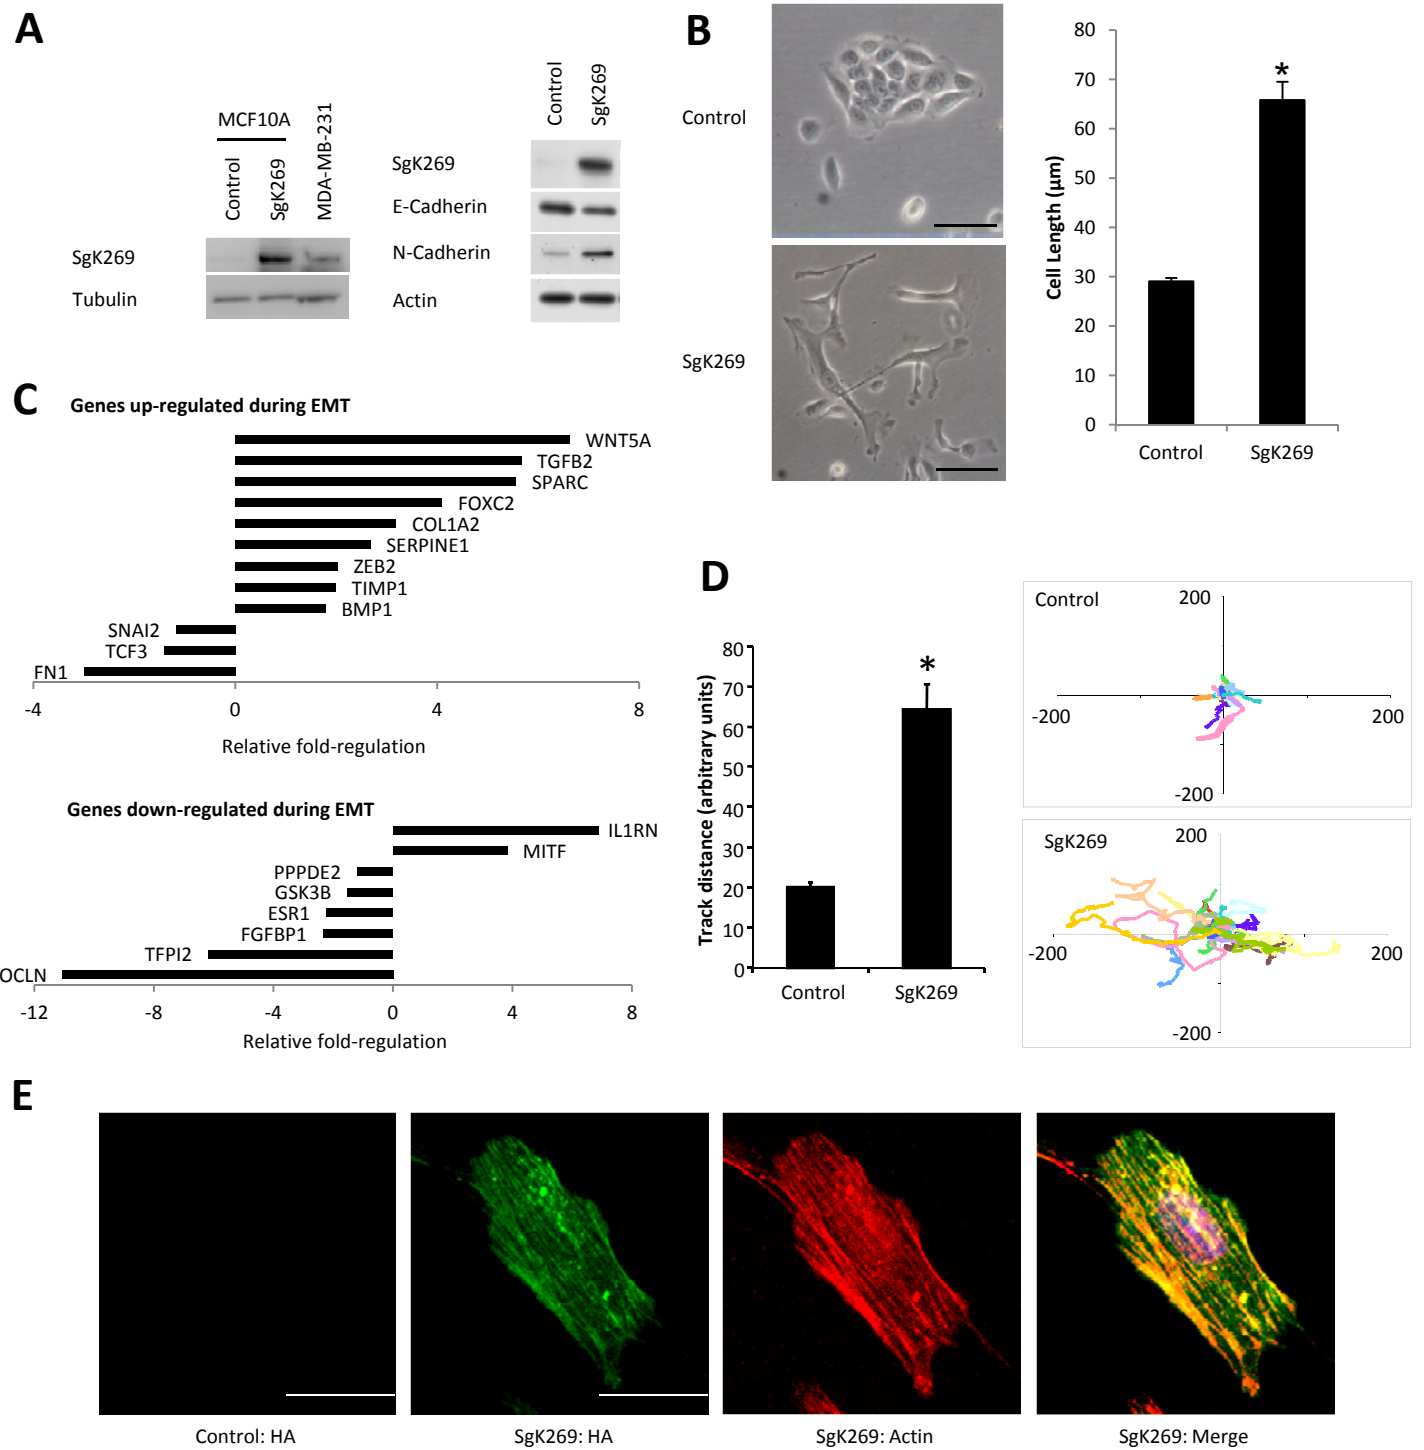 A
MCF10A
Control
SgK269
MDA-MB-231
SgK269
Tubulin
Control
SgK269
SgK269
E-Cadherin
N-Cadherin
Actin
B
Control
SgK269
Cell Length (µm)
80
70
60
50
40
30
20
10
0
*
Control
SgK269
C
Genes up-regulated during EMT
WNT5A
TGFB2
SPARC
FOXC2
COL1A2
SERPINE1
ZEB2
TIMP1
BMP1
SNAI2
TCF3
FN1
-4 0 4 8
Relative fold-regulation
Genes down-regulated during EMT
IL1RN
MITF
PPPDE2
GSK3B
ESR1
FGFBP1
TFPI2
OCLN
-12 -8 -4 0 4 8
Relative fold-regulation
D
Track distance (arbitrary units)
80
70
60
50
40
30
20
10
0
*
Control
SgK269
Control
200
-200 200
-200
SgK269
200
-200 200
-200
E
Control: HA
SgK269: HA
SgK269: Actin
SgK269: Merge